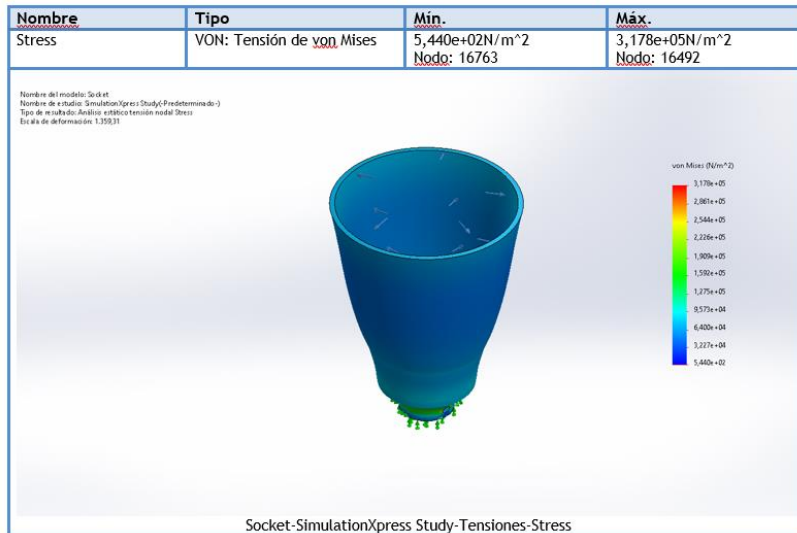 Nombre Tipo Mín. Máx.
Stress VON: Tensión de von Mises 5,440e+02N/m^2 3,178e+05N/m^2
Nodo: 16763 Nodo: 16492
Nombre del modelo: Socket
Nombre de estudio: SimulationXpress Study(-Predeterminado-)
Tipo de resultado: Análisis estático tensión nodal Stress
Escala de deformación: 1.359,31
von Mises (N/m^2)
3,178e+05
2,861e+05
2,544e+05
2,226e+05
1,909e+05
1,592e+05
1,275e+05
9,573e+04
6,400e+04
3,227e+04
5,440e+02
Socket-SimulationXpress Study-Tensiones-Stress